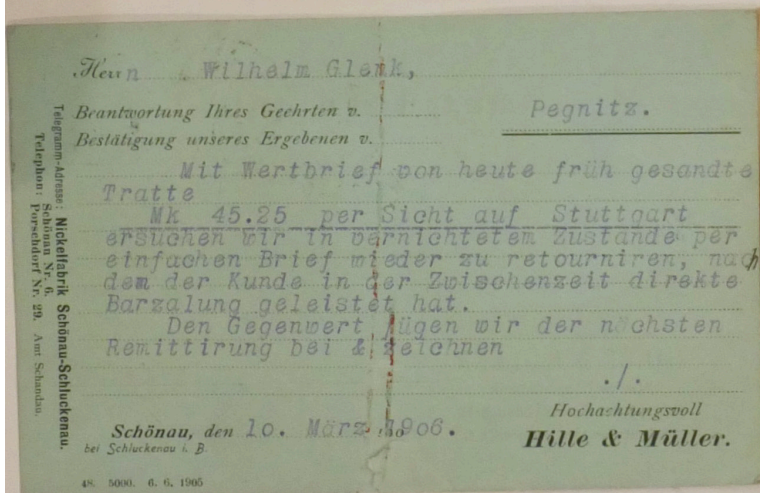 Herrn Wilhelm Glenk,
Beantwortung Ihres Geehrten v.
Pegnitz.
Bestätigung unseres Ergebenen v.
Mit Wertbrief von heute früh gesandte
Tratte
Mk 45.25 per Sicht auf Stuttgart
ersuchen wir in vernichtetem Zustande per
einfachen Brief wieder zu retourniren, nach
dem der Kunde in der Zwischenzeit direkte
Barzalung geleistet hat.
Den Gegenwert fügen wir der nächsten
Remittirung bei & zeichnen
./.
Hochachtungsvoll
Schönau, den 10. März 1906.
Hille & Müller.
bei Schluckenau i. B.
48. 5000. 6. 6. 1905
Telegramm-Adresse: Nickelfabrik Schönau-Schluckenau.
Telephon: Schönau Nr. 6.
Porschdorf Nr. 29. Amt Schandau.